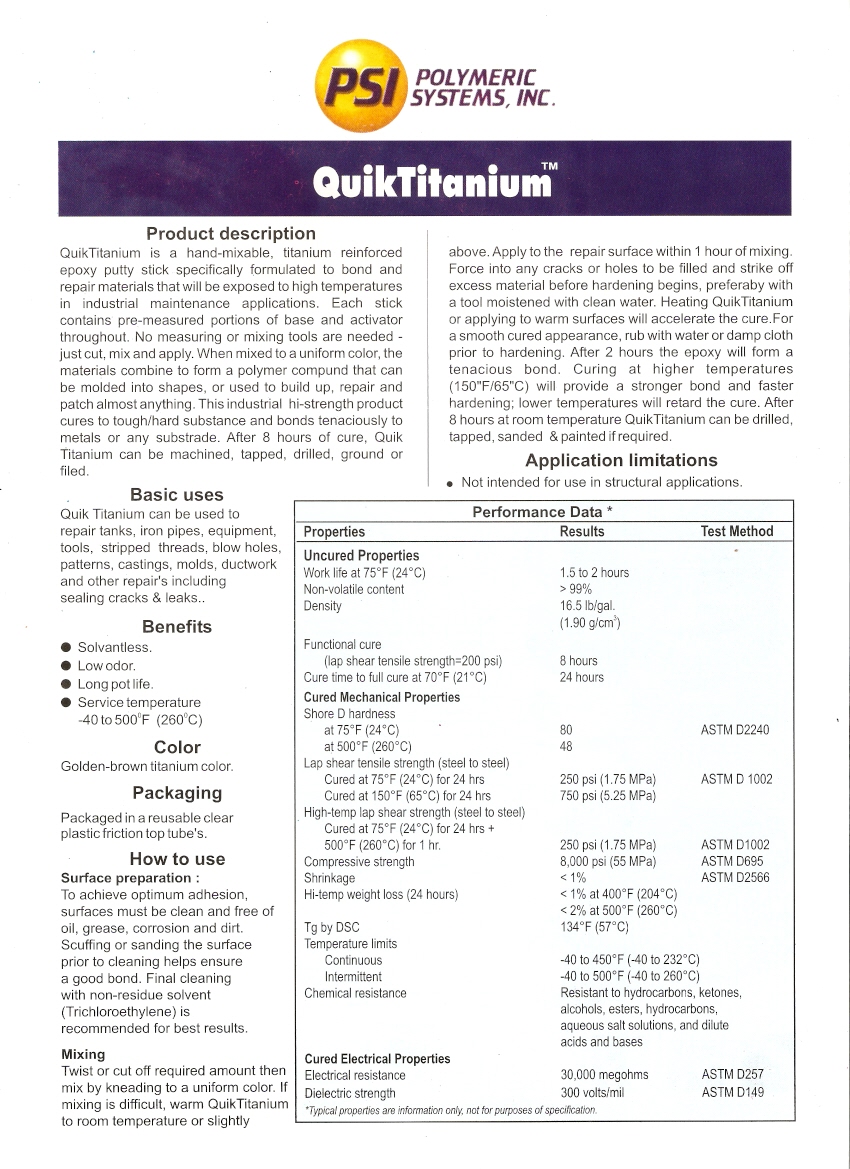 PSI POLYMERIC
SYSTEMS, INC.
QuikTitanium™
Product description
QuikTitanium is a hand-mixable, titanium reinforced
epoxy putty stick specifically formulated to bond and
repair materials that will be exposed to high temperatures
in industrial maintenance applications. Each stick
contains pre-measured portions of base and activator
throughout. No measuring or mixing tools are needed -
just cut, mix and apply. When mixed to a uniform color, the
materials combine to form a polymer compund that can
be molded into shapes, or used to build up, repair and
patch almost anything. This industrial hi-strength product
cures to tough/hard substance and bonds tenaciously to
metals or any substrade. After 8 hours of cure, Quik
Titanium can be machined, tapped, drilled, ground or
filed.
Basic uses
Quik Titanium can be used to
repair tanks, iron pipes, equipment,
tools, stripped threads, blow holes,
patterns, castings, molds, ductwork
and other repair's including
sealing cracks & leaks..
Benefits
● Solvantless.
● Low odor.
● Long pot life.
● Service temperature
-40 to 500⁰F (260⁰C)
Color
Golden-brown titanium color.
Packaging
Packaged in a reusable clear
plastic friction top tube's.
How to use
Surface preparation :
To achieve optimum adhesion,
surfaces must be clean and free of
oil, grease, corrosion and dirt.
Scuffing or sanding the surface
prior to cleaning helps ensure
a good bond. Final cleaning
with non-residue solvent
(Trichloroethylene) is
recommended for best results.
Mixing
Twist or cut off required amount then
mix by kneading to a uniform color. If
mixing is difficult, warm QuikTitanium
to room temperature or slightly
above. Apply to the repair surface within 1 hour of mixing.
Force into any cracks or holes to be filled and strike off
excess material before hardening begins, preferaby with
a tool moistened with clean water. Heating QuikTitanium
or applying to warm surfaces will accelerate the cure.For
a smooth cured appearance, rub with water or damp cloth
prior to hardening. After 2 hours the epoxy will form a
tenacious bond. Curing at higher temperatures
(150"F/65"C) will provide a stronger bond and faster
hardening; lower temperatures will retard the cure. After
8 hours at room temperature QuikTitanium can be drilled,
tapped, sanded & painted if required.
Application limitations
● Not intended for use in structural applications.
Performance Data *
Properties Results Test Method
Uncured Properties
Work life at 75°F (24°C) 1.5 to 2 hours
Non-volatile content > 99%
Density 16.5 lb/gal.
(1.90 g/cm³)
Functional cure
(lap shear tensile strength=200 psi) 8 hours
Cure time to full cure at 70°F (21°C) 24 hours
Cured Mechanical Properties
Shore D hardness
at 75°F (24°C) 80 ASTM D2240
at 500°F (260°C) 48
Lap shear tensile strength (steel to steel)
Cured at 75°F (24°C) for 24 hrs 250 psi (1.75 MPa) ASTM D 1002
Cured at 150°F (65°C) for 24 hrs 750 psi (5.25 MPa)
High-temp lap shear strength (steel to steel)
Cured at 75°F (24°C) for 24 hrs +
500°F (260°C) for 1 hr. 250 psi (1.75 MPa) ASTM D1002
Compressive strength 8,000 psi (55 MPa) ASTM D695
Shrinkage < 1% ASTM D2566
Hi-temp weight loss (24 hours) < 1% at 400°F (204°C)
< 2% at 500°F (260°C)
Tg by DSC 134°F (57°C)
Temperature limits
Continuous -40 to 450°F (-40 to 232°C)
Intermittent -40 to 500°F (-40 to 260°C)
Chemical resistance Resistant to hydrocarbons, ketones,
alcohols, esters, hydrocarbons,
aqueous salt solutions, and dilute
acids and bases
Cured Electrical Properties
Electrical resistance 30,000 megohms ASTM D257
Dielectric strength 300 volts/mil ASTM D149
*Typical properties are information only, not for purposes of specification.